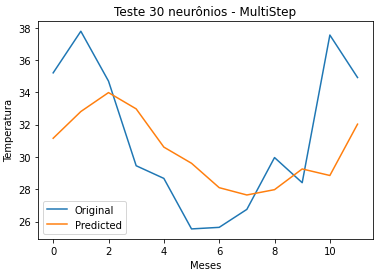 Teste 30 neurônios - MultiStep
Temperatura
38
36
34
32
30
28
26
Original
Predicted
0 2 4 6 8 10
Meses